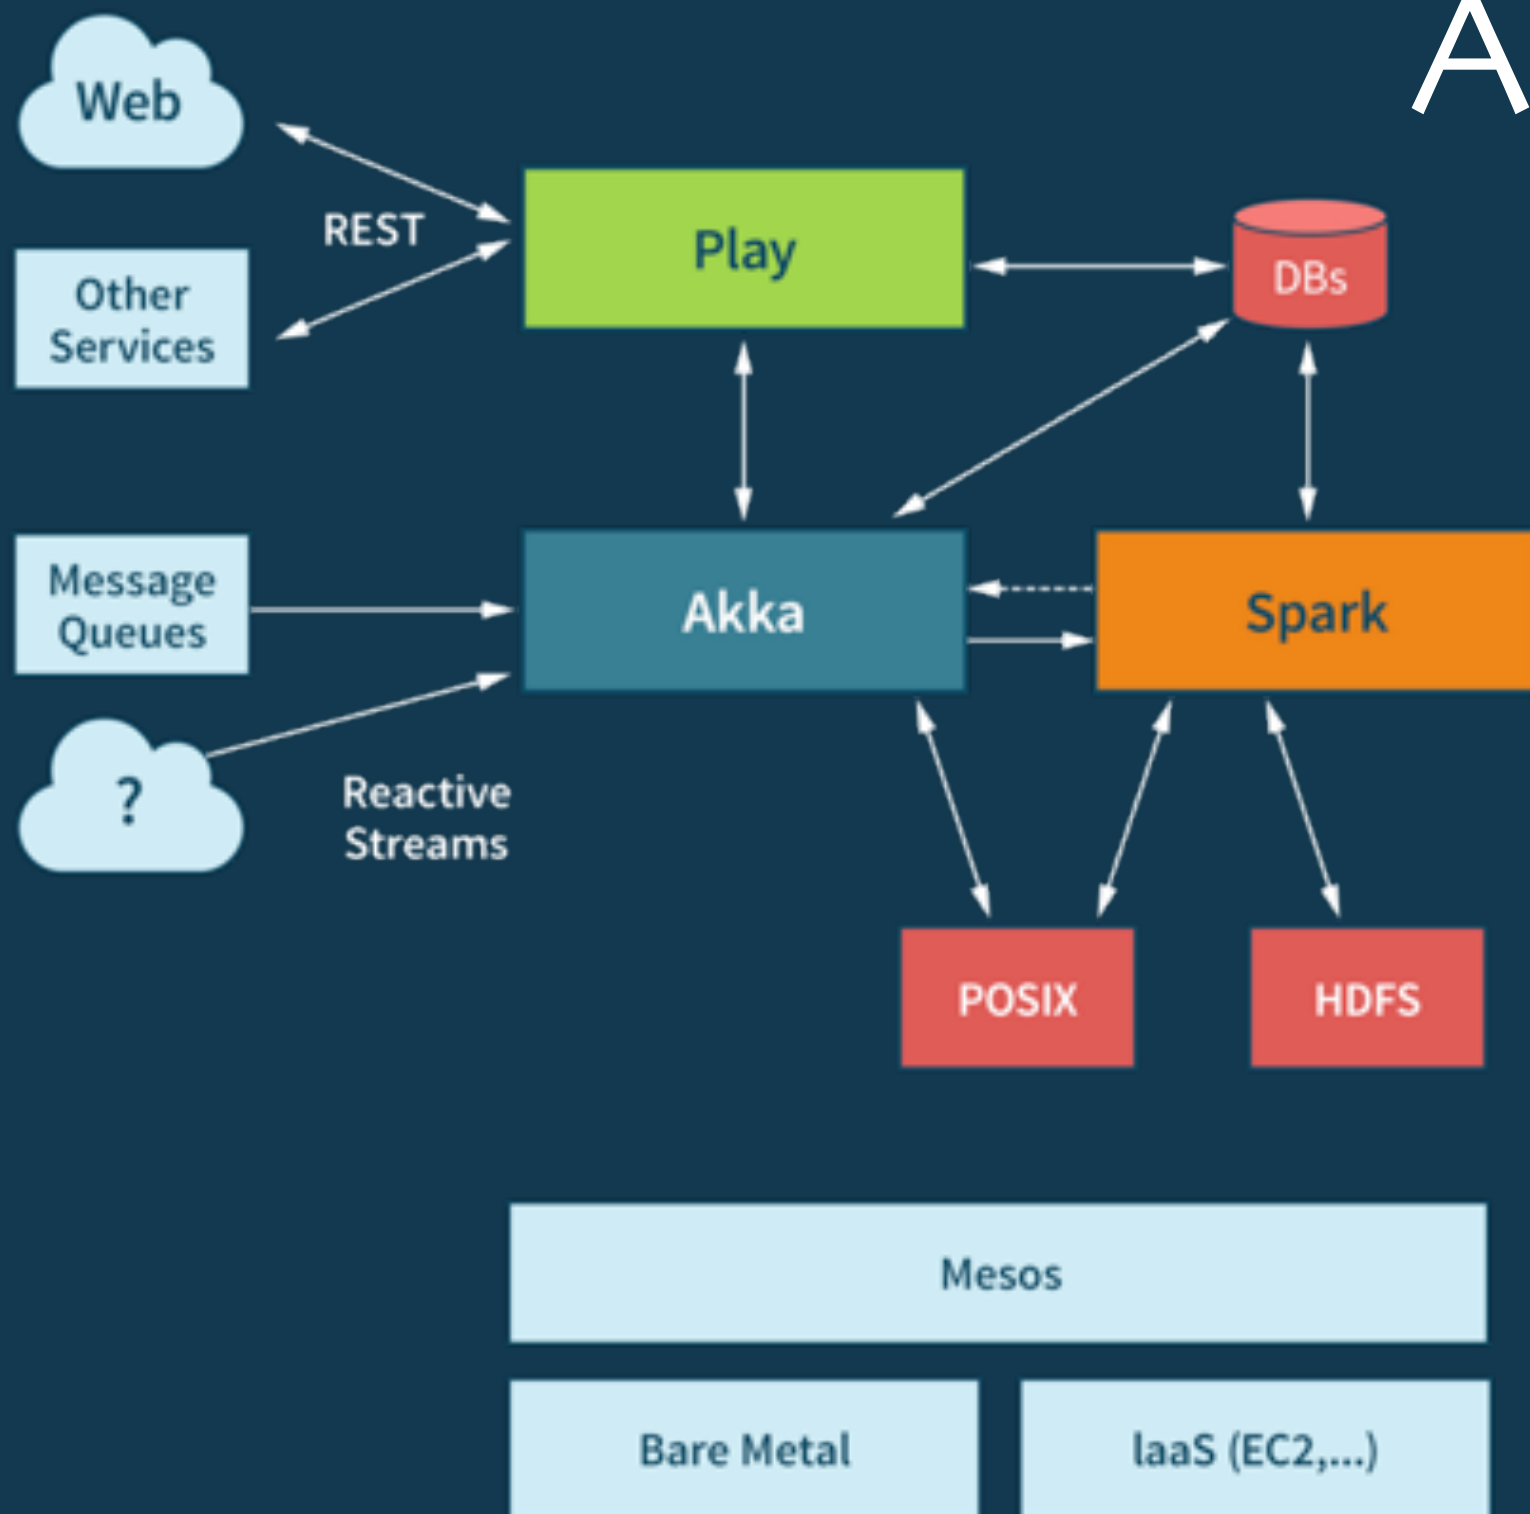 A
Web
REST
Play
DBs
Other
Services
Message
Queues
Akka
Spark
?
Reactive
Streams
POSIX
HDFS
Mesos
Bare Metal
IaaS (EC2,...)